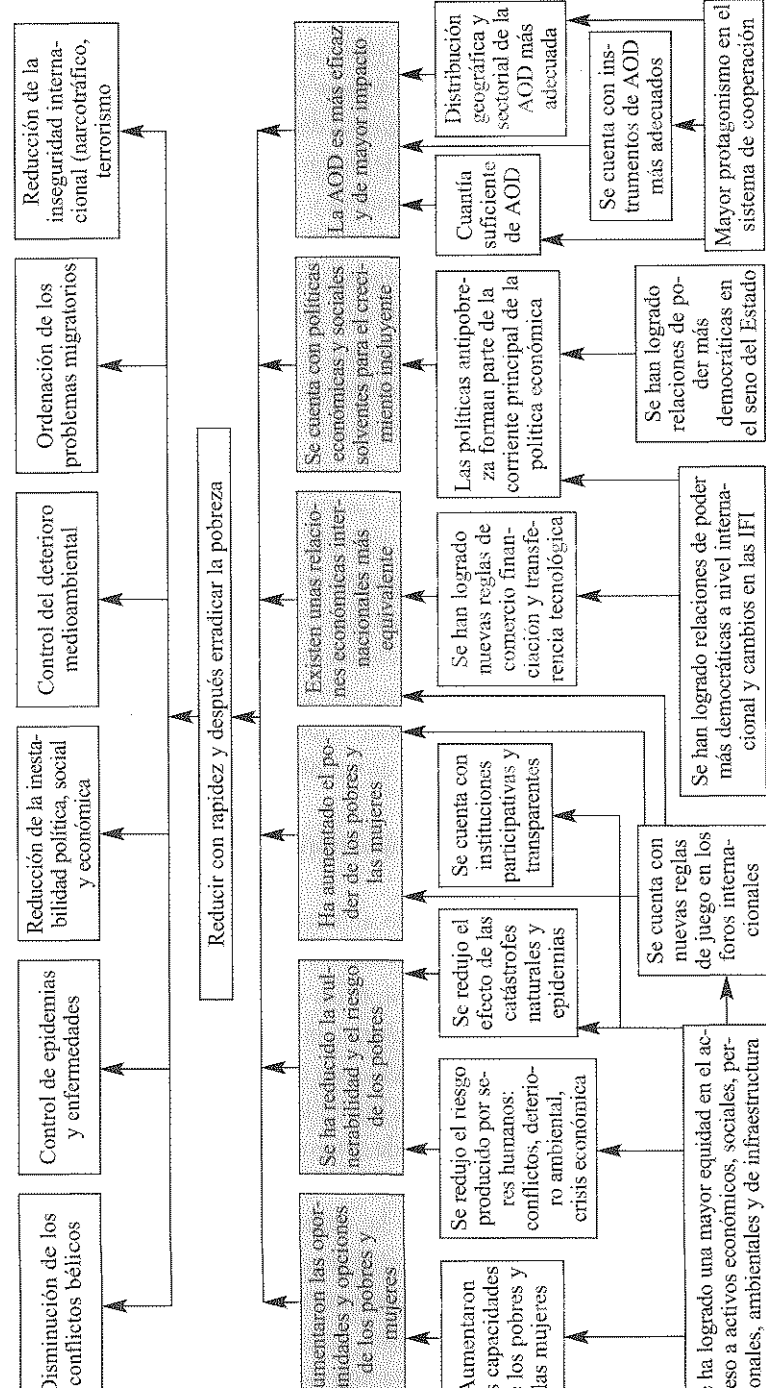 Disminución de los
conflictos bélicos
Control de epidemias
y enfermedades
Reducción de la inesta-
bilidad política, social
y económica
Control del deterioro
medioambiental
Ordenación de los
problemas migratorios
Reducción de la
inseguridad interna-
cional (narcotráfico,
terrorismo
Reducir con rapidez y después erradicar la pobreza
umentaron las opor-
unidades y opciones
de los pobres y
mujeres
Se ha reducido la vul-
nerabilidad y el riesgo
de los pobres
Ha aumentado el po-
der de los pobres y
las mujeres
Existen unas relacio-
nes económicas inter-
nacionales más
equivalente
Se cuenta con políticas
económicas y sociales
solventes para el creci-
miento incluyente
La AOD es más eficaz
y de mayor impacto
Aumentaron
s capacidades
e los pobres y
las mujeres
Se redujo el riesgo
producido por se-
res humanos:
conflictos, deterio-
ro ambiental,
crisis económica
Se redujo el
efecto de las
catástrofes
naturales y
epidemias
Se cuenta con
instituciones
participativas y
transparentes
Se han logrado
nuevas reglas de
comercio finan-
ciación y transfe-
rencia tecnológica
Las políticas antipobre-
za forman parte de la
corriente principal de la
política económica
Cuantía
suficiente
de AOD
Distribución
geográfica y
sectorial de la
AOD más
adecuada
Se cuenta con ins-
trumentos de AOD
más adecuados
e ha logrado una mayor equidad en el ac-
eso a activos económicos, sociales, per-
onales, ambientales y de infraestructura
Se cuenta con
nuevas reglas
de juego en los
foros interna-
cionales
Se han logrado relaciones de poder
más democráticas a nivel interna-
cional y cambios en las IFI
Se han logrado
relaciones de po-
der más
democráticas en
el seno del Estado
Mayor protagonismo en el
sistema de cooperación